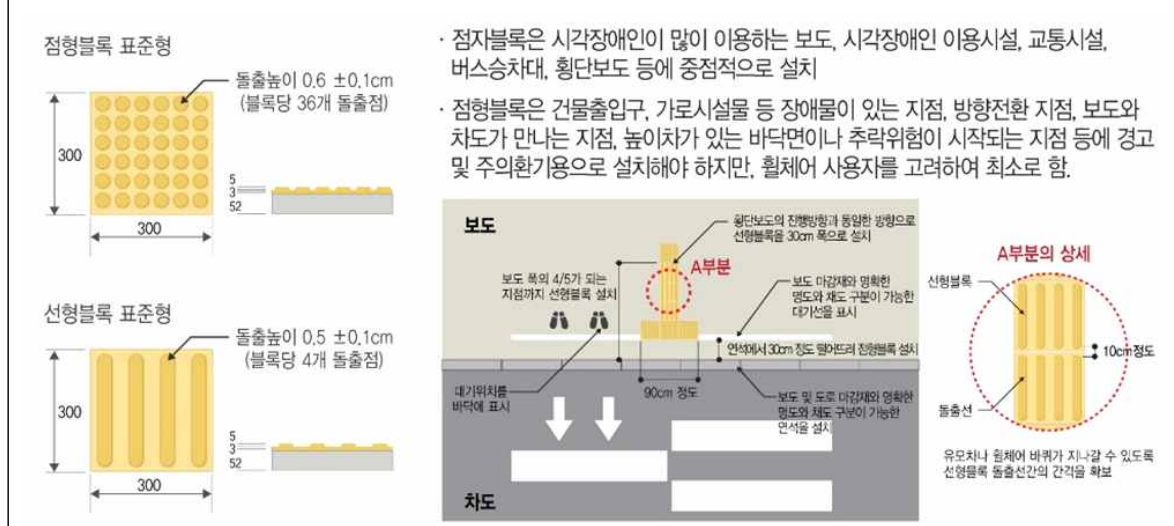 점형블록 표준형
돌출높이 0.6 ±0.1cm
(블록당 36개 돌출점)
300
300
5
3
52
선형블록 표준형
돌출높이 0.5 ±0.1cm
(블록당 4개 돌출점)
300
300
5
3
52
· 점자블록은 시각장애인이 많이 이용하는 보도, 시각장애인 이용시설, 교통시설,
버스승차대, 횡단보도 등에 중점적으로 설치
· 점형블록은 건물출입구, 가로시설물 등 장애물이 있는 지점, 방향전환 지점, 보도와
차도가 만나는 지점, 높이차가 있는 바닥면이나 추락위험이 시작되는 지점 등에 경고
및 주의환기용으로 설치해야 하지만, 휠체어 사용자를 고려하여 최소로 함.
보도
횡단보도의 진행방향과 동일한 방향으로
선형블록을 30cm 폭으로 설치
A부분
보도 폭의 4/5가 되는
지점까지 선형블록 설치
보도 마감재와 명확한
명도와 채도 구분이 가능한
대기선을 표시
연석에서 30cm 정도 떨어뜨려 점형블록 설치
대기위치를
바닥에 표시
90cm 정도
보도 및 도로 마감재와 명확한
명도와 채도 구분이 가능한
연석을 설치
차도
A부분의 상세
선형블록
10cm정도
돌출선
유모차나 휠체어 바퀴가 지나갈 수 있도록
선형블록 돌출선간의 간격을 확보